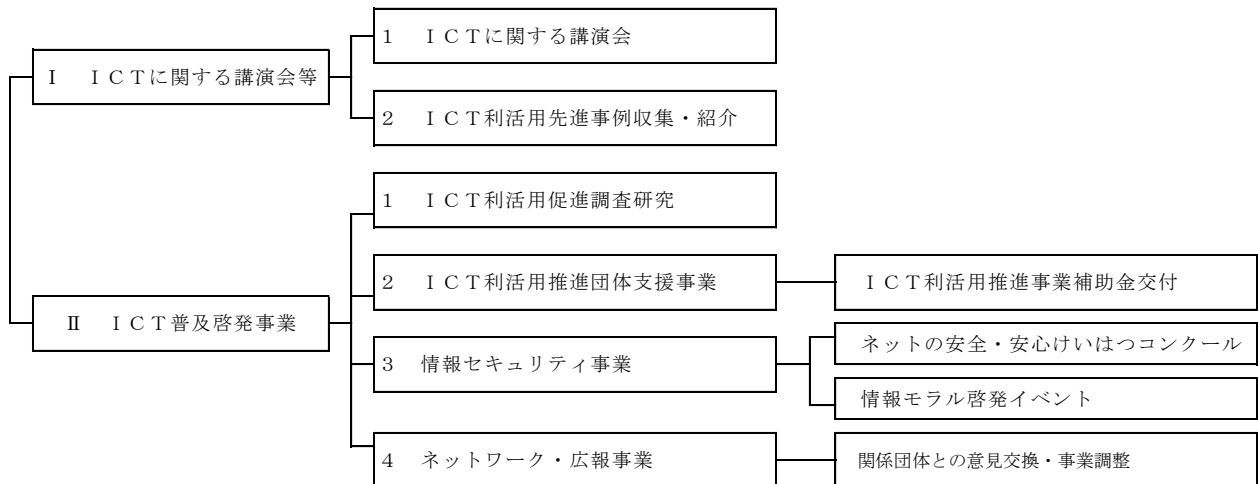 Ⅰ　ＩＣＴに関する講演会等
１　ＩＣＴに関する講演会
２　ＩＣＴ利活用先進事例収集・紹介
Ⅱ　ＩＣＴ普及啓発事業
１　ＩＣＴ利活用促進調査研究
２　ＩＣＴ利活用推進団体支援事業
ＩＣＴ利活用推進事業補助金交付
３　情報セキュリティ事業
ネットの安全・安心けいはつコンクール
情報モラル啓発イベント
４　ネットワーク・広報事業
関係団体との意見交換・事業調整